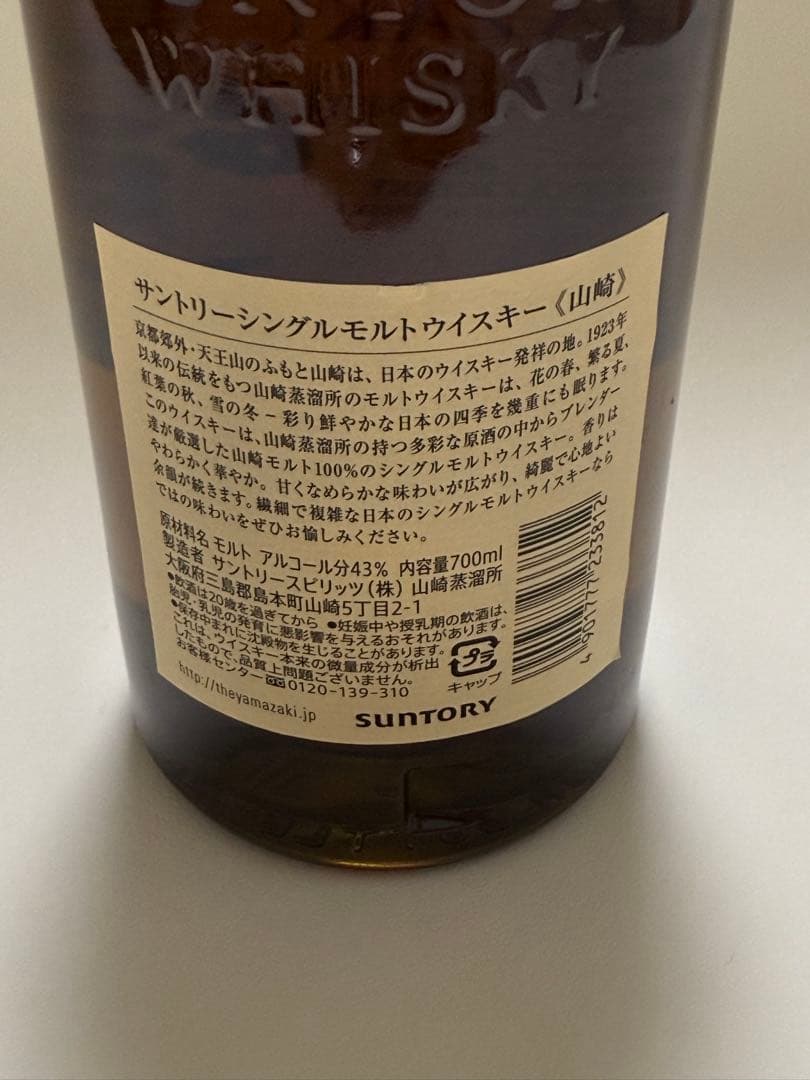 WHISKY
サントリーシングルモルトウイスキー《山崎》
京都郊外・天王山のふもと山崎は、日本のウイスキー発祥の地。1923年
以来の伝統をもつ山崎蒸溜所のモルトウイスキーは、花の春、繁る夏、
紅葉の秋、雪の冬－彩り鮮やかな日本の四季を幾重にも眠ります。
このウイスキーは、山崎蒸溜所の持つ多彩な原酒の中からブレンダー
達が厳選した山崎モルト100%のシングルモルトウイスキー。香りは
やわらかく華やか。甘くなめらかな味わいが広がり、綺麗で心地よい
余韻が続きます。繊細で複雑な日本のシングルモルトウイスキーなら
ではの味わいをぜひお愉しみください。
原材料名 モルト アルコール分43% 内容量700ml
製造者 サントリースピリッツ(株) 山崎蒸溜所
大阪府三島郡島本町山崎5丁目2-1
●飲酒は20歳を過ぎてから ●妊娠中や授乳期の飲酒は、
胎児・乳児の発育に悪影響を与えるおそれがあります。
●保存中まれに沈殿物を生じることがあります。
これは、ウイスキー本来の微量成分が析出
したもので、品質上問題ございません。
お客様センター 0120-139-310
http://theyamazaki.jp
SUNTORY
プラ
キャップ
4 901777 233812